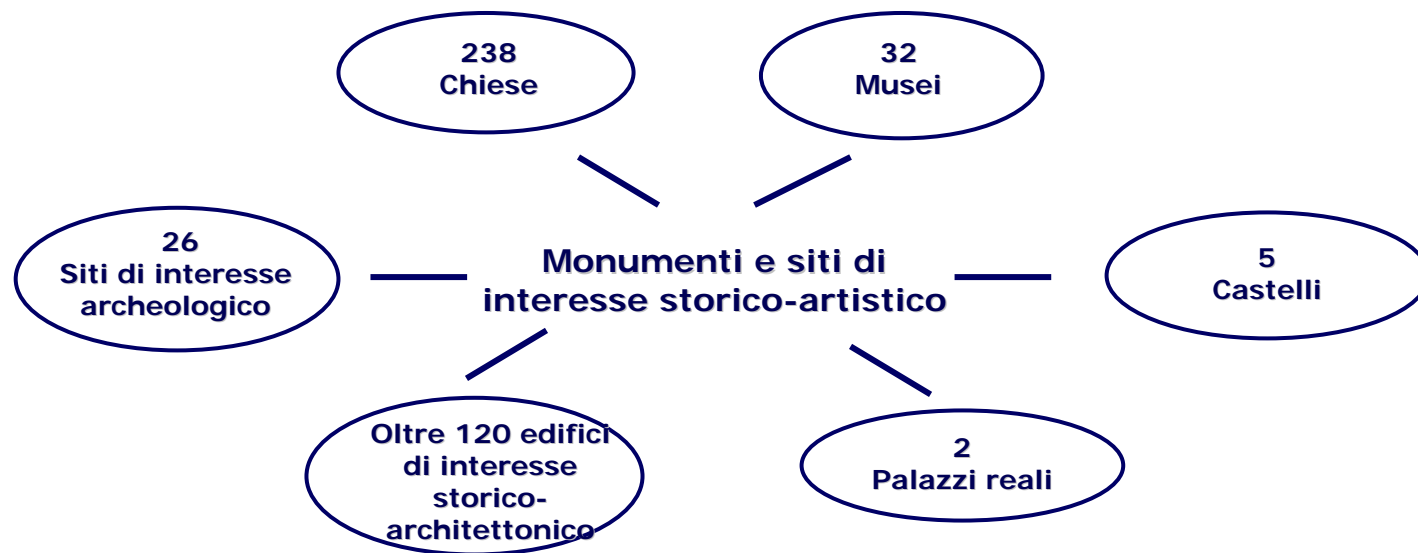 238
Chiese
32
Musei
26
Siti di interesse
archeologico
Monumenti e siti di
interesse storico-artistico
5
Castelli
Oltre 120 edifici
di interesse
storico-
architettonico
2
Palazzi reali